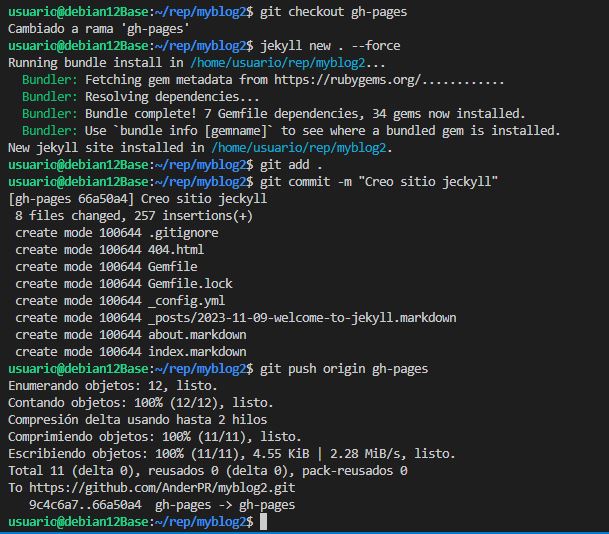 usuario@debian12Base:~/rep/myblog2$ git checkout gh-pages
Cambiado a rama 'gh-pages'
usuario@debian12Base:~/rep/myblog2$ jekyll new . --force
Running bundle install in /home/usuario/rep/myblog2...
  Bundler: Fetching gem metadata from https://rubygems.org/............
  Bundler: Resolving dependencies...
  Bundler: Bundle complete! 7 Gemfile dependencies, 34 gems now installed.
  Bundler: Use `bundle info [gemname]` to see where a bundled gem is installed.
New jekyll site installed in /home/usuario/rep/myblog2.
usuario@debian12Base:~/rep/myblog2$ git add .
usuario@debian12Base:~/rep/myblog2$ git commit -m "Creo sitio jeckyll"
[gh-pages 66a50a4] Creo sitio jeckyll
 8 files changed, 257 insertions(+)
 create mode 100644 .gitignore
 create mode 100644 404.html
 create mode 100644 Gemfile
 create mode 100644 Gemfile.lock
 create mode 100644 _config.yml
 create mode 100644 _posts/2023-11-09-welcome-to-jekyll.markdown
 create mode 100644 about.markdown
 create mode 100644 index.markdown
usuario@debian12Base:~/rep/myblog2$ git push origin gh-pages
Enumerando objetos: 12, listo.
Contando objetos: 100% (12/12), listo.
Compresión delta usando hasta 2 hilos
Comprimiendo objetos: 100% (11/11), listo.
Escribiendo objetos: 100% (11/11), 4.55 KiB | 2.28 MiB/s, listo.
Total 11 (delta 0), reusados 0 (delta 0), pack-reusados 0
To https://github.com/AnderPR/myblog2.git
   9c4c6a7..66a50a4  gh-pages -> gh-pages
usuario@debian12Base:~/rep/myblog2$